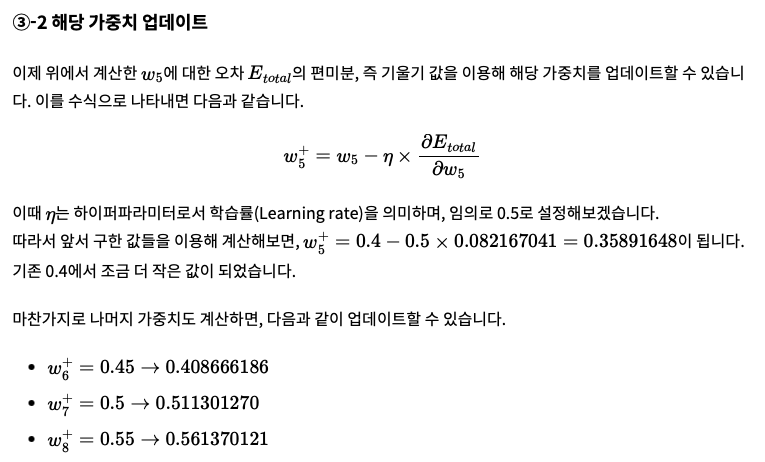 ③-2 해당 가중치 업데이트
이제 위에서 계산한 w₅에 대한 오차 E_total의 편미분, 즉 기울기 값을 이용해 해당 가중치를 업데이트할 수 있습니
다. 이를 수식으로 나타내면 다음과 같습니다.
w₅⁺ = w₅ − η × ∂E_total / ∂w₅
이때 η는 하이퍼파라미터로서 학습률(Learning rate)을 의미하며, 임의로 0.5로 설정해보겠습니다.
따라서 앞서 구한 값들을 이용해 계산해보면, w₅⁺ = 0.4 − 0.5 × 0.082167041 = 0.35891648이 됩니다.
기존 0.4에서 조금 더 작은 값이 되었습니다.
마찬가지로 나머지 가중치도 계산하면, 다음과 같이 업데이트할 수 있습니다.
• w₆⁺ = 0.45 → 0.408666186
• w₇⁺ = 0.5 → 0.511301270
• w₈⁺ = 0.55 → 0.561370121